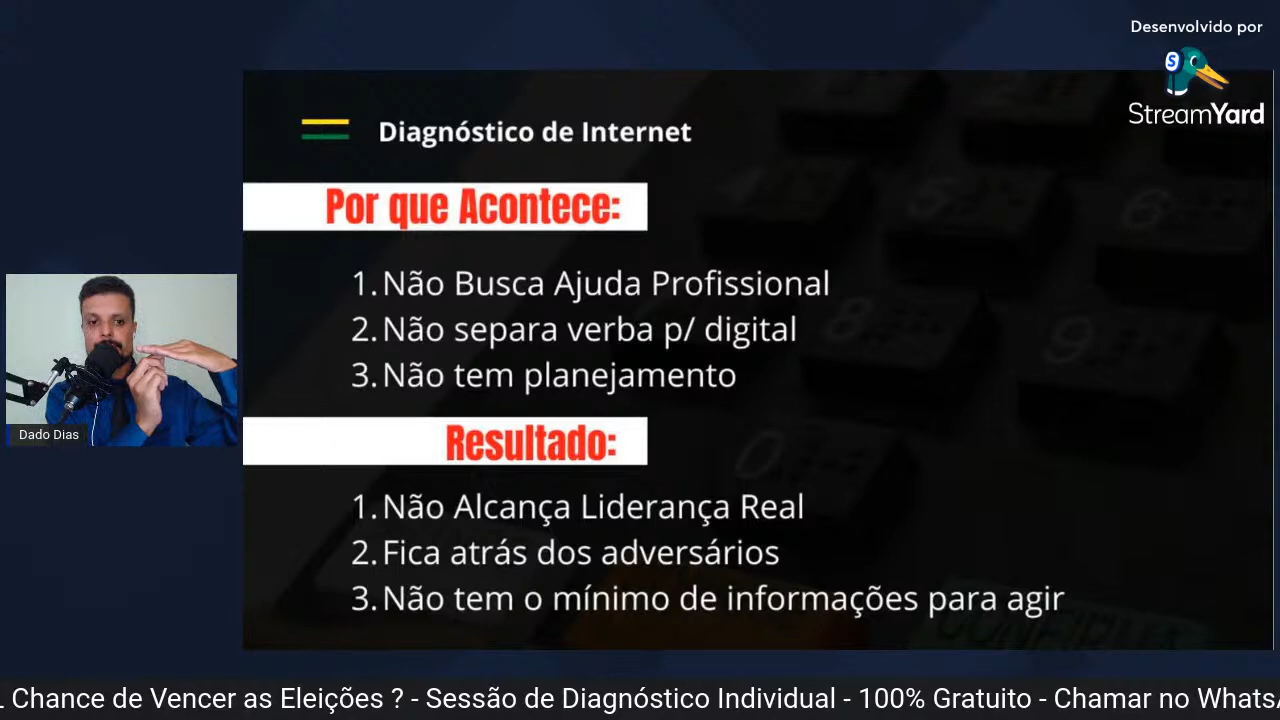 Desenvolvido por
StreamYard
Diagnóstico de Internet
Por que Acontece:
1. Não Busca Ajuda Profissional
2. Não separa verba p/ digital
3. Não tem planejamento
Resultado:
1. Não Alcança Liderança Real
2. Fica atrás dos adversários
3. Não tem o mínimo de informações para agir
Dado Dias
Chance de Vencer as Eleições ? - Sessão de Diagnóstico Individual - 100% Gratuito - Chamar no Whats